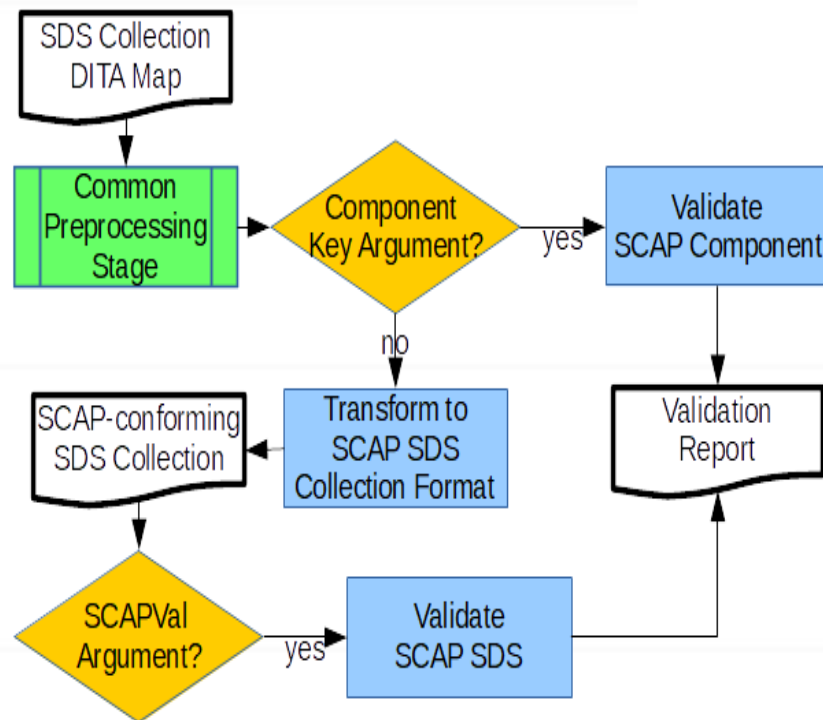 SDS Collection
DITA Map
Common
Preprocessing
Stage
Component
Key Argument?
yes
Validate
SCAP Component
no
SCAP-conforming
SDS Collection
Transform to
SCAP SDS
Collection Format
Validation
Report
SCAPVal
Argument?
yes
Validate
SCAP SDS